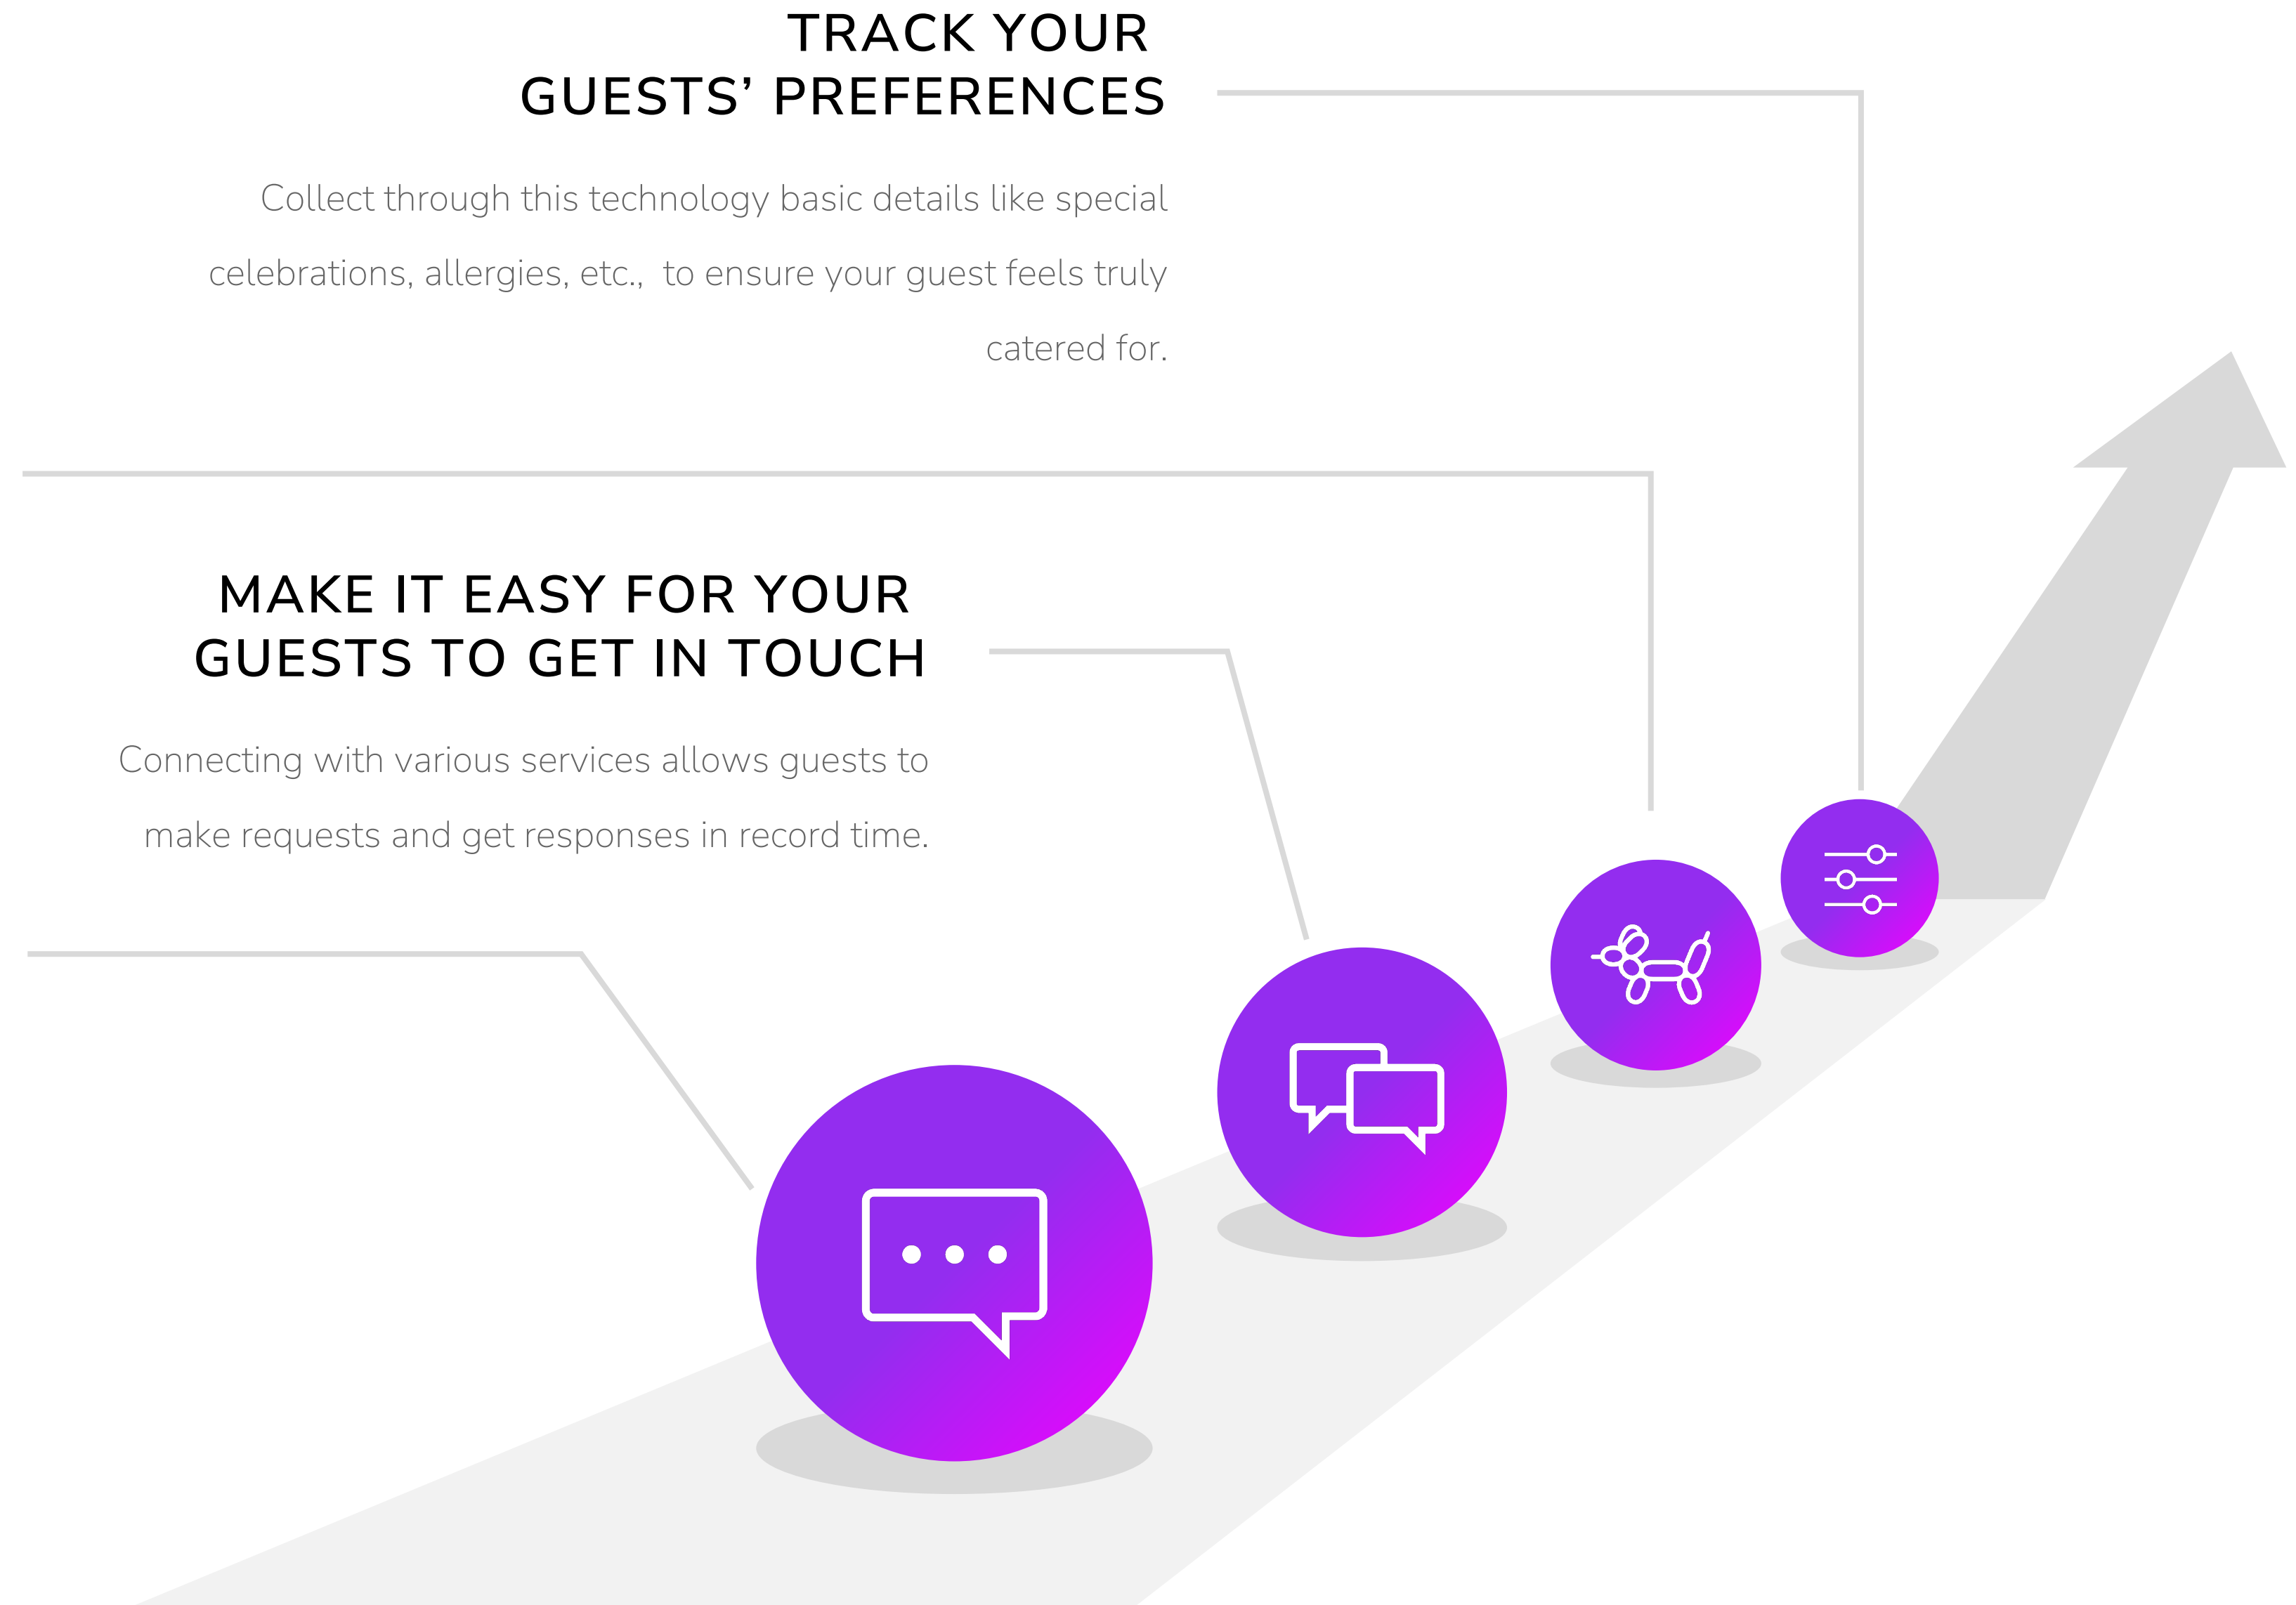 TRACK YOUR
GUESTS’ PREFERENCES
Collect through this technology basic details like special
celebrations, allergies, etc.,  to ensure your guest feels truly
catered for.
MAKE IT EASY FOR YOUR
GUESTS TO GET IN TOUCH
Connecting with various services allows guests to
make requests and get responses in record time.